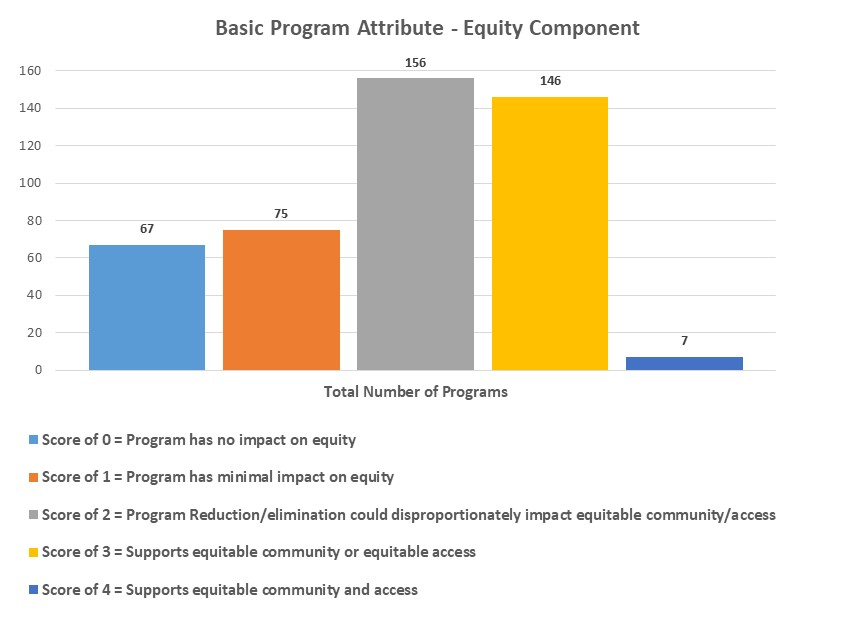 Basic Program Attribute - Equity Component
160
140
120
100
80
60
40
20
0
67
75
156
146
7
Total Number of Programs
Score of 0 = Program has no impact on equity
Score of 1 = Program has minimal impact on equity
Score of 2 = Program Reduction/elimination could disproportionately impact equitable community/access
Score of 3 = Supports equitable community or equitable access
Score of 4 = Supports equitable community and access